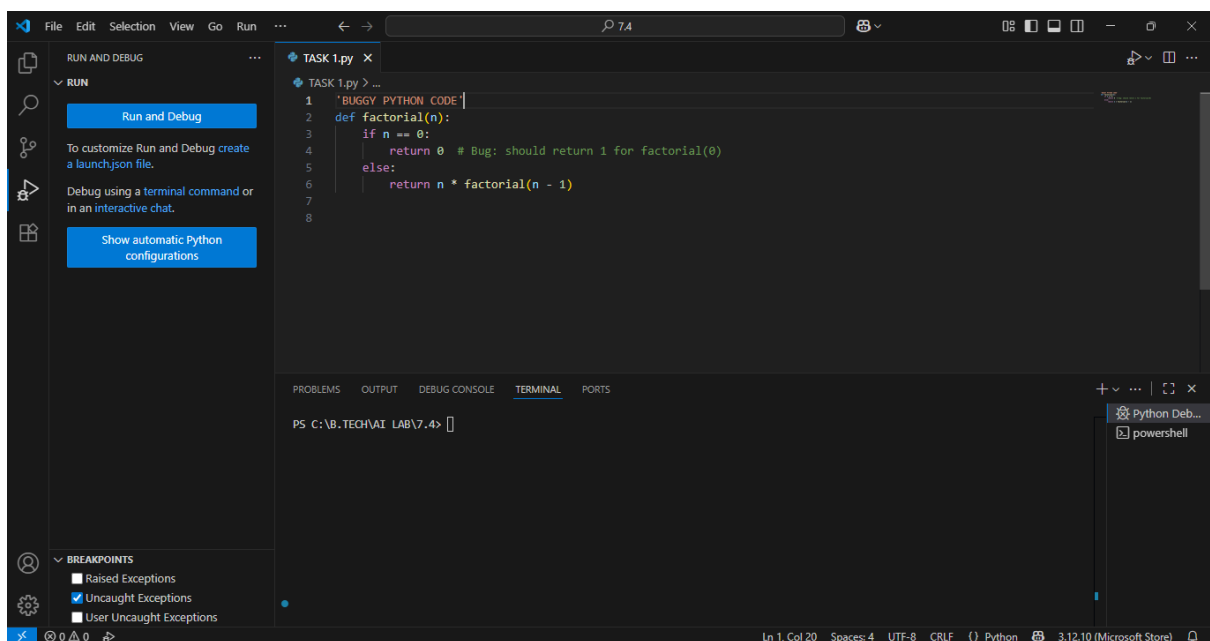 File Edit Selection View Go Run ...
7.4
RUN AND DEBUG ...
RUN
Run and Debug
To customize Run and Debug create
a launch.json file.
Debug using a terminal command or
in an interactive chat.
Show automatic Python
configurations
TASK 1.py
TASK 1.py > ...
1 'BUGGY PYTHON CODE'
2 def factorial(n):
3 if n == 0:
4 return 0 # Bug: should return 1 for factorial(0)
5 else:
6 return n * factorial(n - 1)
7
8
PROBLEMS OUTPUT DEBUG CONSOLE TERMINAL PORTS
PS C:\B.TECH\AI LAB\7.4>
Python Deb...
powershell
BREAKPOINTS
Raised Exceptions
Uncaught Exceptions
User Uncaught Exceptions
0 0 Ln 1, Col 20 Spaces: 4 UTF-8 CRLF {} Python 3.12.10 (Microsoft Store)